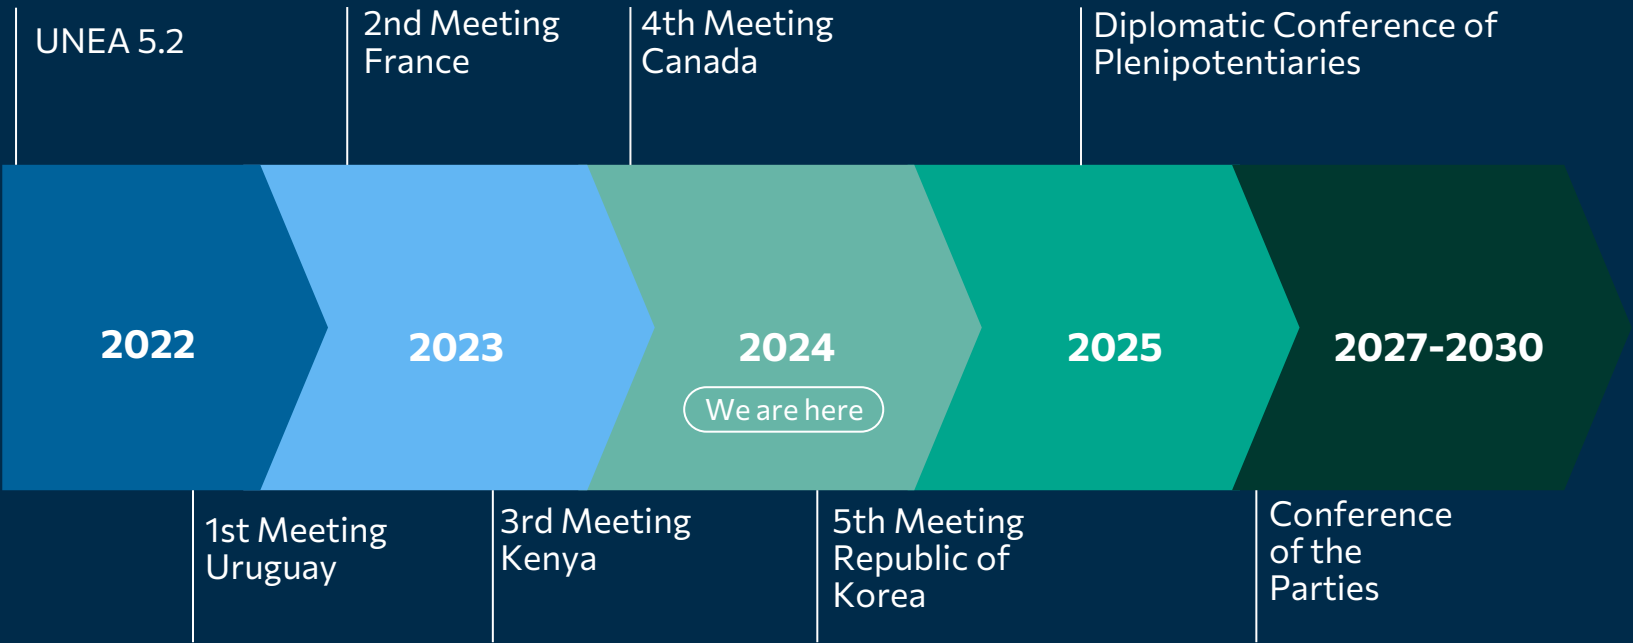 UNEA 5.2
2nd Meeting
France
4th Meeting
Canada
Diplomatic Conference of
Plenipotentiaries
2022
2023
2024
We are here
2025
2027-2030
1st Meeting
Uruguay
3rd Meeting
Kenya
5th Meeting
Republic of
Korea
Conference
of the
Parties